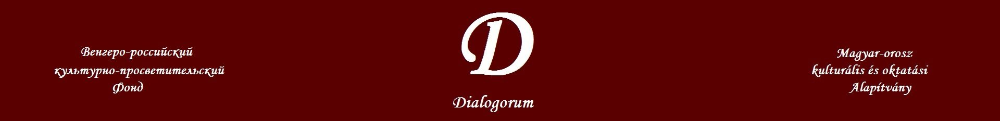 Венгеро-российский
культурно-просветительский
Фонд
D
Dialogorum
Magyar-orosz
kulturális és oktatási
Alapítvány